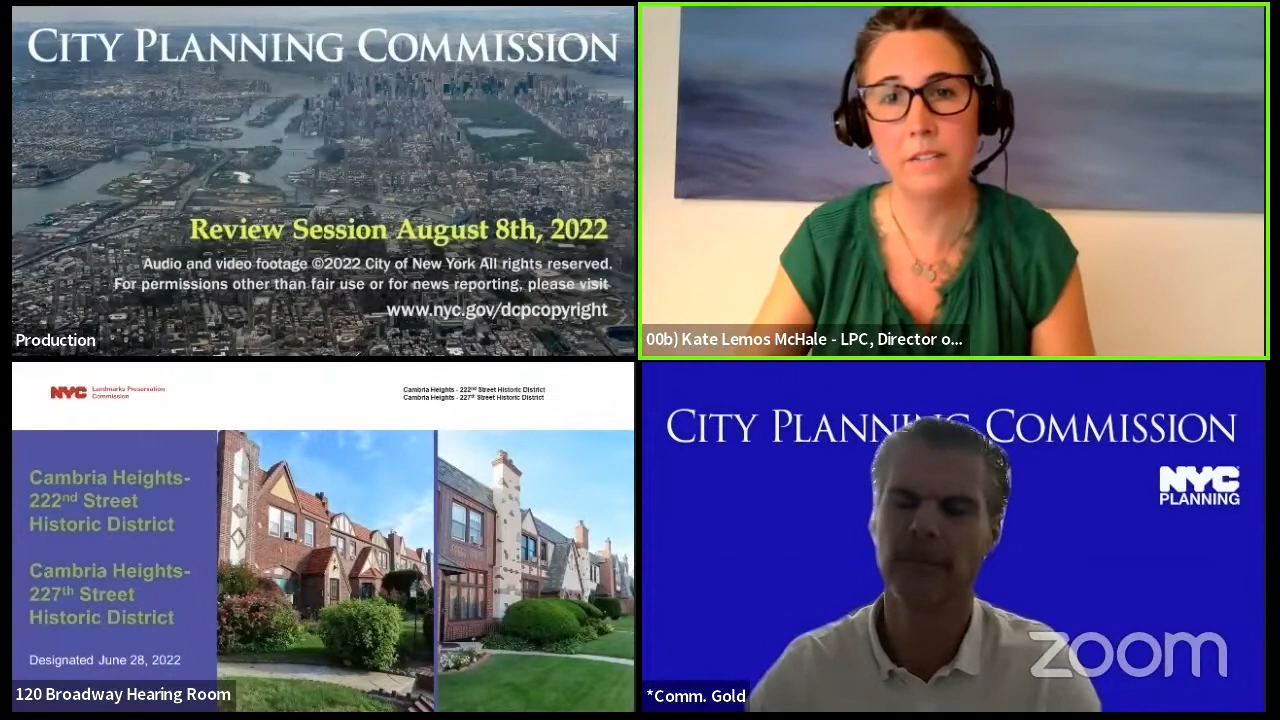 CITY PLANNING COMMISSION
Review Session August 8th, 2022
Audio and video footage ©2022 City of New York All rights reserved.
For permissions other than fair use or for news reporting, please visit
www.nyc.gov/dcpcopyright
Production
00b) Kate Lemos McHale - LPC, Director o...
NYC Landmarks Preservation
Commission
Cambria Heights - 222nd Street Historic District
Cambria Heights - 227th Street Historic District
Cambria Heights-
222nd Street
Historic District
Cambria Heights-
227th Street
Historic District
Designated June 28, 2022
120 Broadway Hearing Room
CITY PLANNING COMMISSION
NYC
PLANNING
zoom
*Comm. Gold